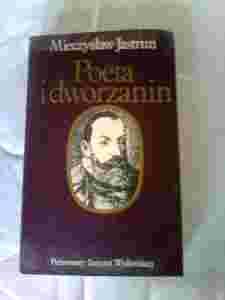 Mieczysław Jastrun
Poeta
i dworzanin
Państwowy Instytut Wydawniczy